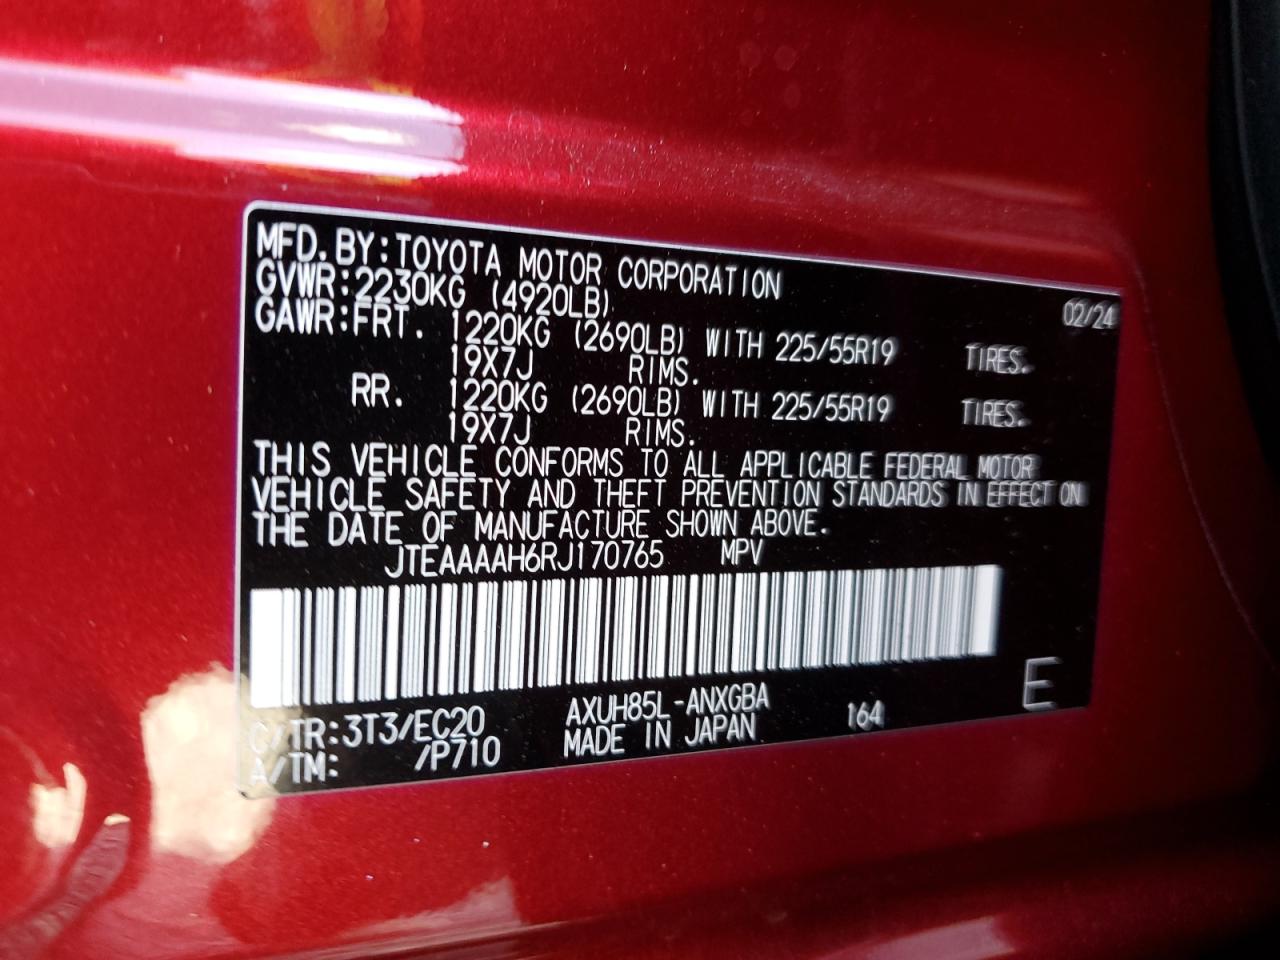 MFD.BY:TOYOTA MOTOR CORPORATION 02/24
GVWR:2230KG (4920LB)
GAWR:FRT. 1220KG (2690LB) WITH 225/55R19 TIRES.
19X7J RIMS.
RR. 1220KG (2690LB) WITH 225/55R19 TIRES.
19X7J RIMS.
THIS VEHICLE CONFORMS TO ALL APPLICABLE FEDERAL MOTOR
VEHICLE SAFETY AND THEFT PREVENTION STANDARDS IN EFFECT ON
THE DATE OF MANUFACTURE SHOWN ABOVE.
JTEAAAAH6RJ170765 MPV
E
C/TR:3T3/EC20 AXUH85L-ANXGBA 164
A/TM: /P710 MADE IN JAPAN